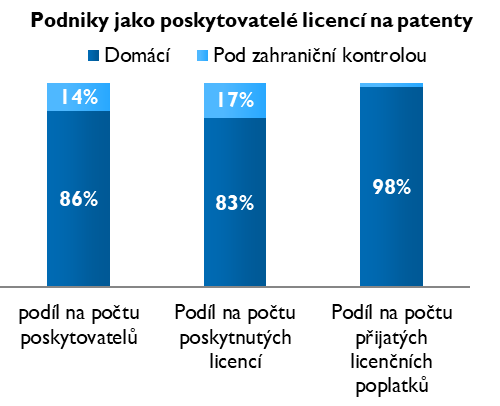 Podniky jako poskytovatelé licencí na patenty
Domácí Pod zahraniční kontrolou
14% 17%
86% 83% 98%
podíl na počtu poskytovatelů
Podíl na počtu poskytnutých licencí
Podíl na počtu přijatých licenčních poplatků